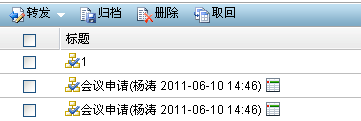 转发 归档 删除 取回
标题
1
会议申请(杨涛 2011-06-10 14:46)
会议申请(杨涛 2011-06-10 14:46)